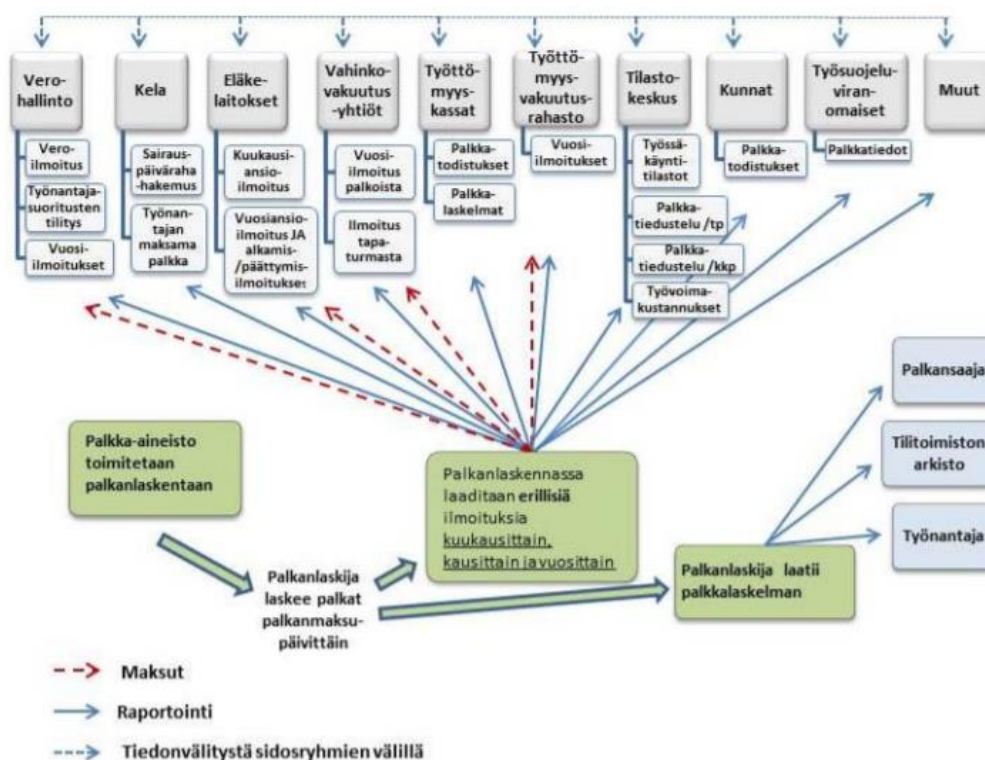 Vero-
hallinto
Kela
Eläke-
laitokset
Vahinko-
vakuutus
-yhtiöt
Työttö-
myys-
kassat
Työttö-
myys-
vakuutus-
rahasto
Tilasto-
keskus
Kunnat
Työsuojelu-
viran-
omaiset
Muut
Vero-
ilmoitus
Työnantaja-
suoritusten
tilitys
Vuosi-
ilmoitukset
Sairaus-
päiväraha
-hakemus
Työnan-
tajan
maksama
palkka
Kuukausi-
ansio-
ilmoitus
Vuosiansio-
ilmoitus JA
alkamis-
/päättymis-
ilmoitukset
Vuosi-
ilmoitus
palkoista
Ilmoitus
tapa-
turmasta
Palkka-
todistukset
Palkka-
laskelmat
Vuosi-
ilmoitukset
Työssä-
käynti-
tilastot
Palkka-
tiedustelu /tp
Palkka-
tiedustelu /kkp
Työvoima-
kustannukset
Palkka-
todistukset
Palkkatiedot
Palkka-aineisto
toimitetaan
palkanlaskentaan
Palkanlaskija
laskee palkat
palkanmaksu-
päivittäin
Palkanlaskennassa
laaditaan erillisiä
ilmoituksia
kuukausittain,
kausittain ja vuosittain
Palkanlaskija laatii
palkkalaskelman
Palkansaaja
Tilitoimiston
arkisto
Työnantaja
Maksut
Raportointi
Tiedonvälitystä sidosryhmien välillä